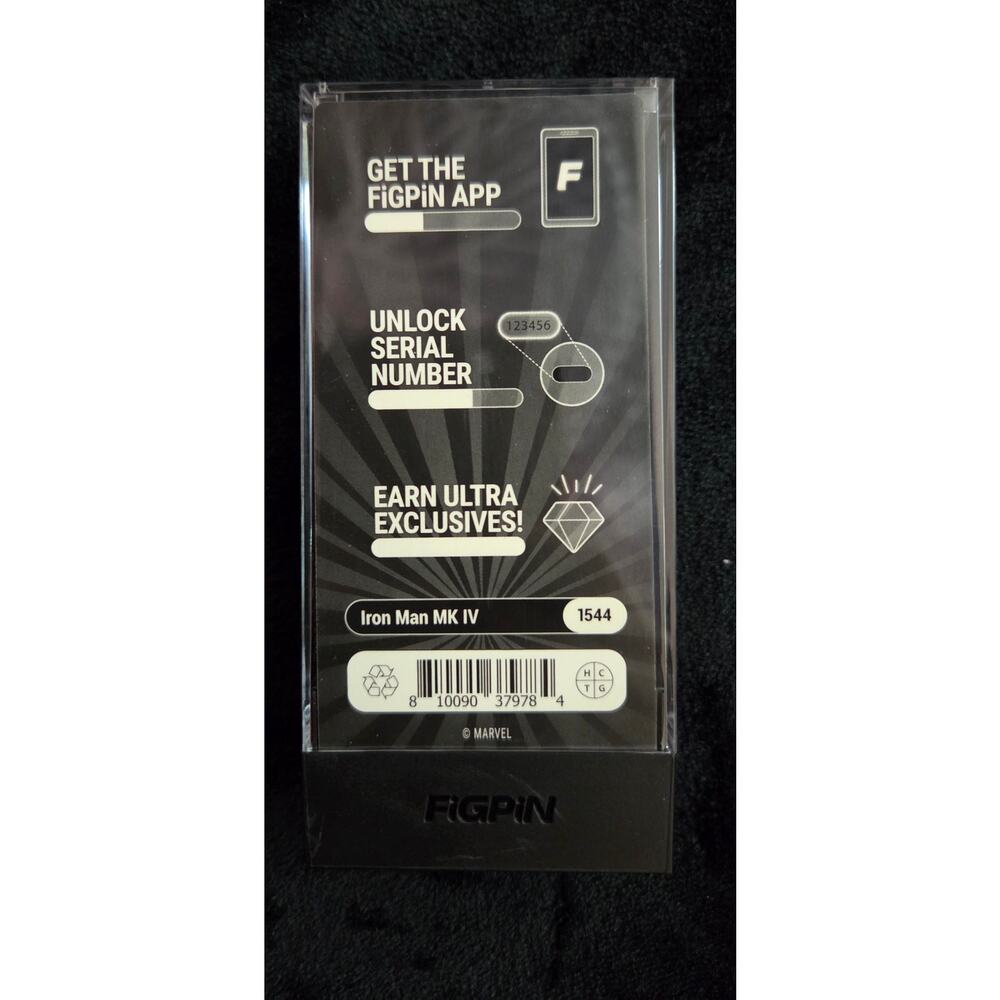 GET THE
FiGPiN APP
F
UNLOCK
SERIAL
NUMBER
123456
EARN ULTRA
EXCLUSIVES!
Iron Man MK IV
1544
8 10090 37978 4
H C
T G
© MARVEL
FiGPiN